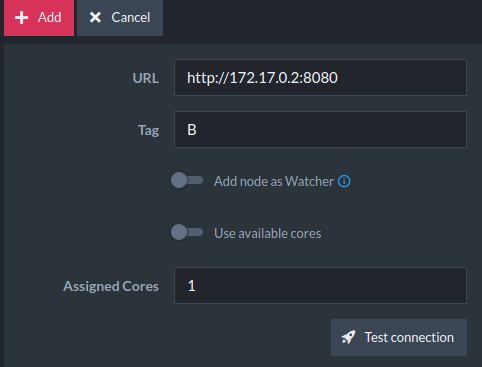 Add Cancel
URL http://172.17.0.2:8080
Tag B
Add node as Watcher
Use available cores
Assigned Cores 1
Test connection